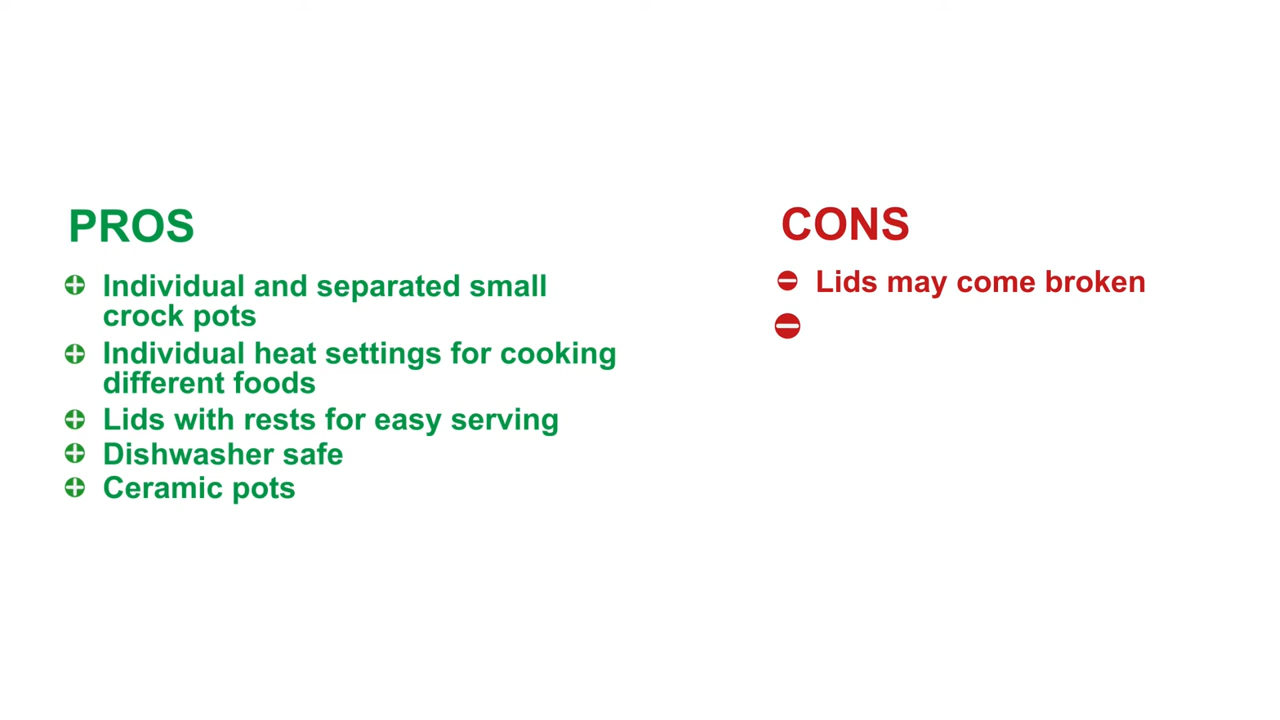 PROS
Individual and separated small
crock pots
Individual heat settings for cooking
different foods
Lids with rests for easy serving
Dishwasher safe
Ceramic pots
CONS
Lids may come broken